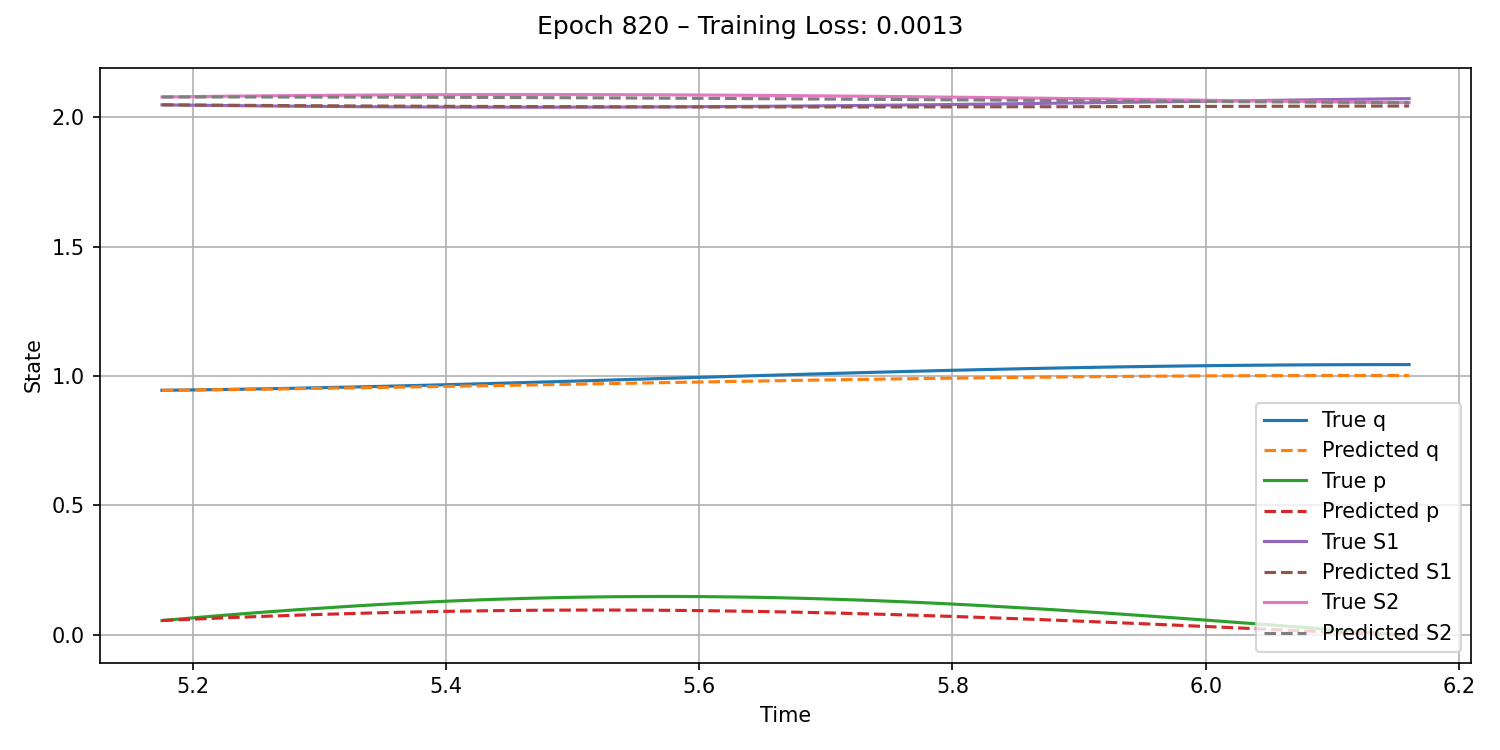 Epoch 820 – Training Loss: 0.0013
2.0
1.5
1.0
0.5
0.0
State
True q
Predicted q
True p
Predicted p
True S1
Predicted S1
True S2
Predicted S2
5.2 5.4 5.6 5.8 6.0 6.2
Time